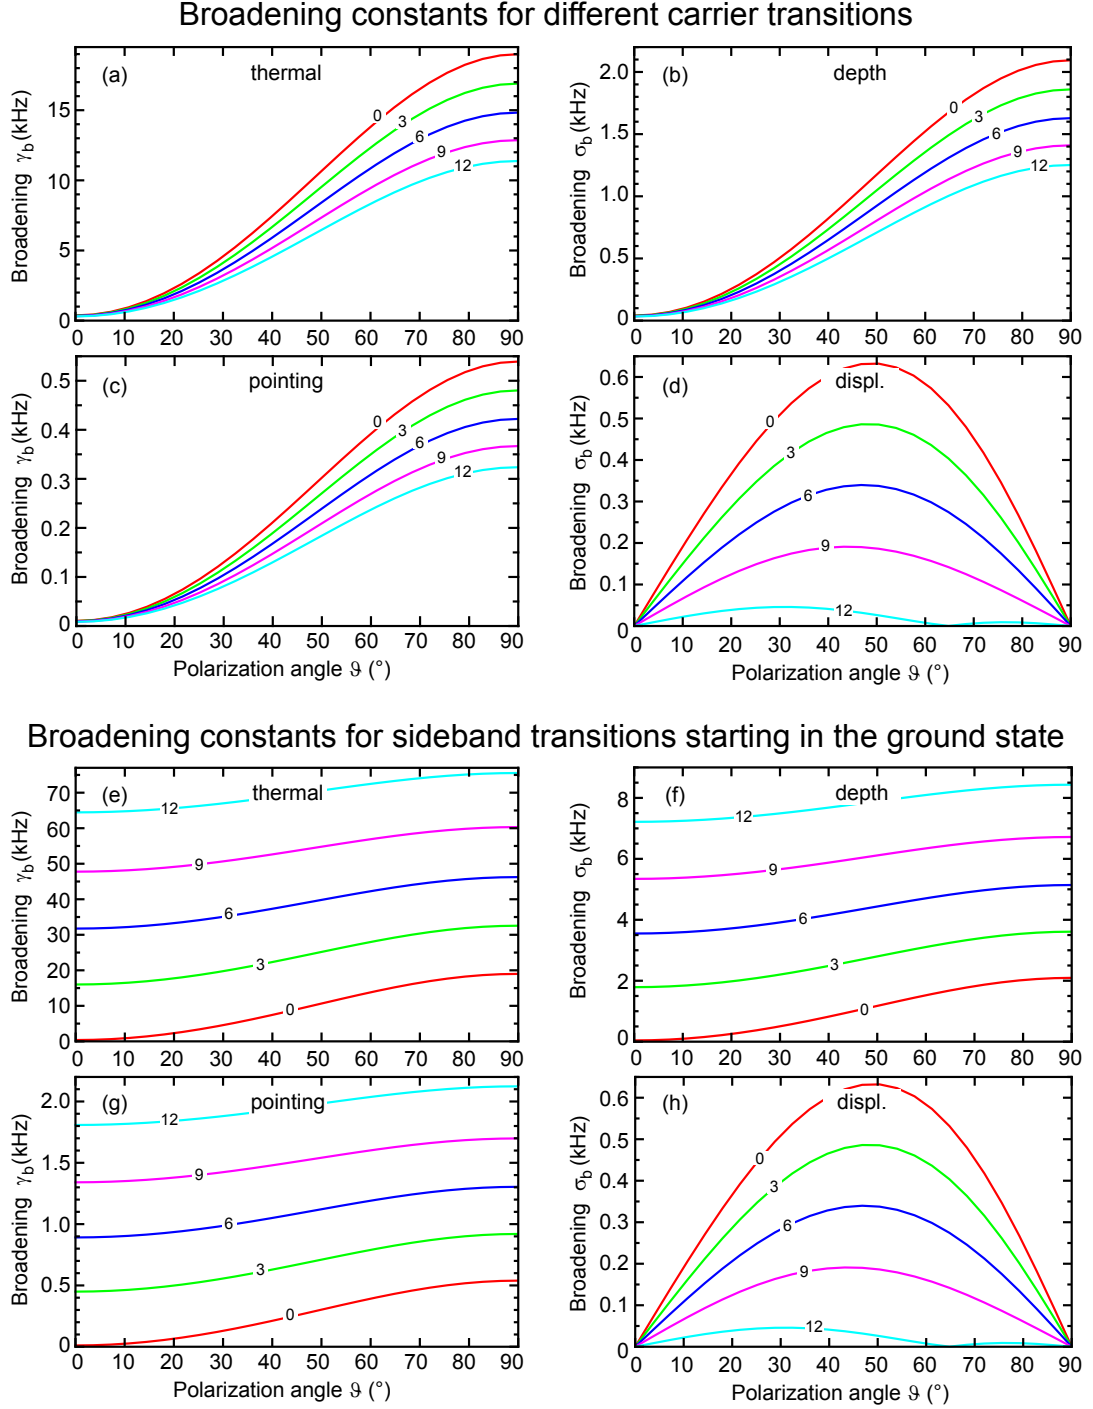 Broadening constants for different carrier transitions
(a) thermal
Broadening γb(kHz)
15
10
5
0
0
3
6
9
12
0 10 20 30 40 50 60 70 80 90
(b) depth
Broadening σb(kHz)
2.0
1.5
1.0
0.5
0
0
3
6
9
12
0 10 20 30 40 50 60 70 80 90
(c) pointing
Broadening γb(kHz)
0.5
0.4
0.3
0.2
0.1
0
0
3
6
9
12
0 10 20 30 40 50 60 70 80 90
Polarization angle ϑ (°)
(d) displ.
Broadening σb(kHz)
0.6
0.5
0.4
0.3
0.2
0.1
0
0
3
6
9
12
0 10 20 30 40 50 60 70 80 90
Polarization angle ϑ (°)
Broadening constants for sideband transitions starting in the ground state
(e) thermal
Broadening γb(kHz)
70
60
50
40
30
20
10
0
12
9
6
3
0
0 10 20 30 40 50 60 70 80 90
(f) depth
Broadening σb(kHz)
8
6
4
2
0
12
9
6
3
0
0 10 20 30 40 50 60 70 80 90
(g) pointing
Broadening γb(kHz)
2.0
1.5
1.0
0.5
0
12
9
6
3
0
0 10 20 30 40 50 60 70 80 90
Polarization angle ϑ (°)
(h) displ.
Broadening σb(kHz)
0.6
0.5
0.4
0.3
0.2
0.1
0
0
3
6
9
12
0 10 20 30 40 50 60 70 80 90
Polarization angle ϑ (°)